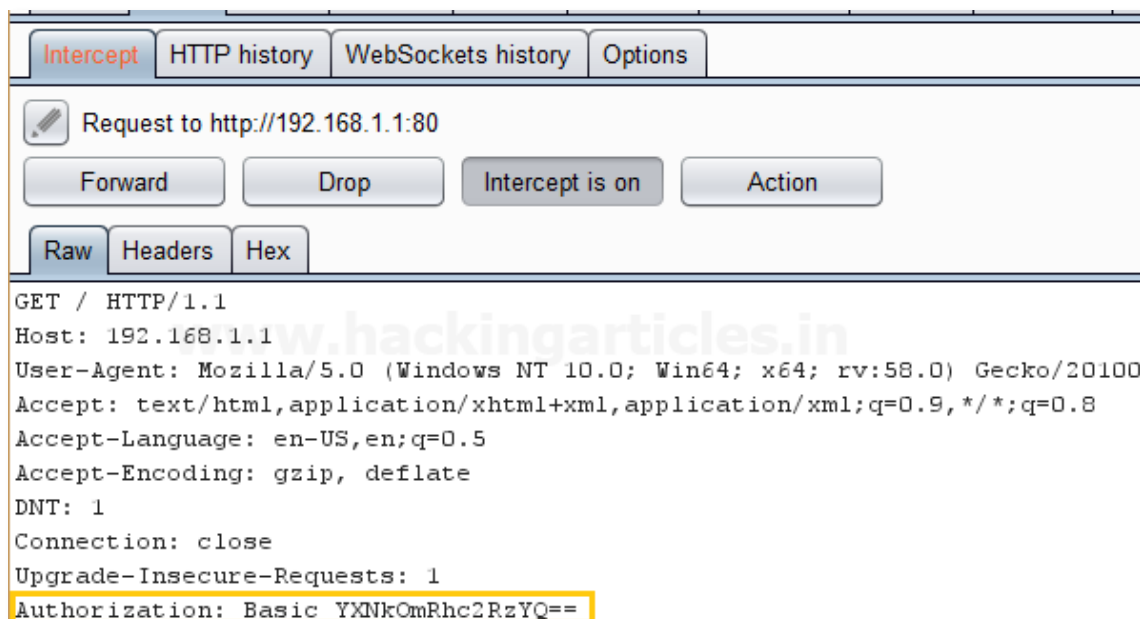 Intercept HTTP history WebSockets history Options
Request to http://192.168.1.1:80
Forward Drop Intercept is on Action
Raw Headers Hex
GET / HTTP/1.1
Host: 192.168.1.1
www.hackingarticles.in
User-Agent: Mozilla/5.0 (Windows NT 10.0; Win64; x64; rv:58.0) Gecko/20100
Accept: text/html,application/xhtml+xml,application/xml;q=0.9,*/*;q=0.8
Accept-Language: en-US,en;q=0.5
Accept-Encoding: gzip, deflate
DNT: 1
Connection: close
Upgrade-Insecure-Requests: 1
Authorization: Basic YXNkOmRhc2RzYQ==